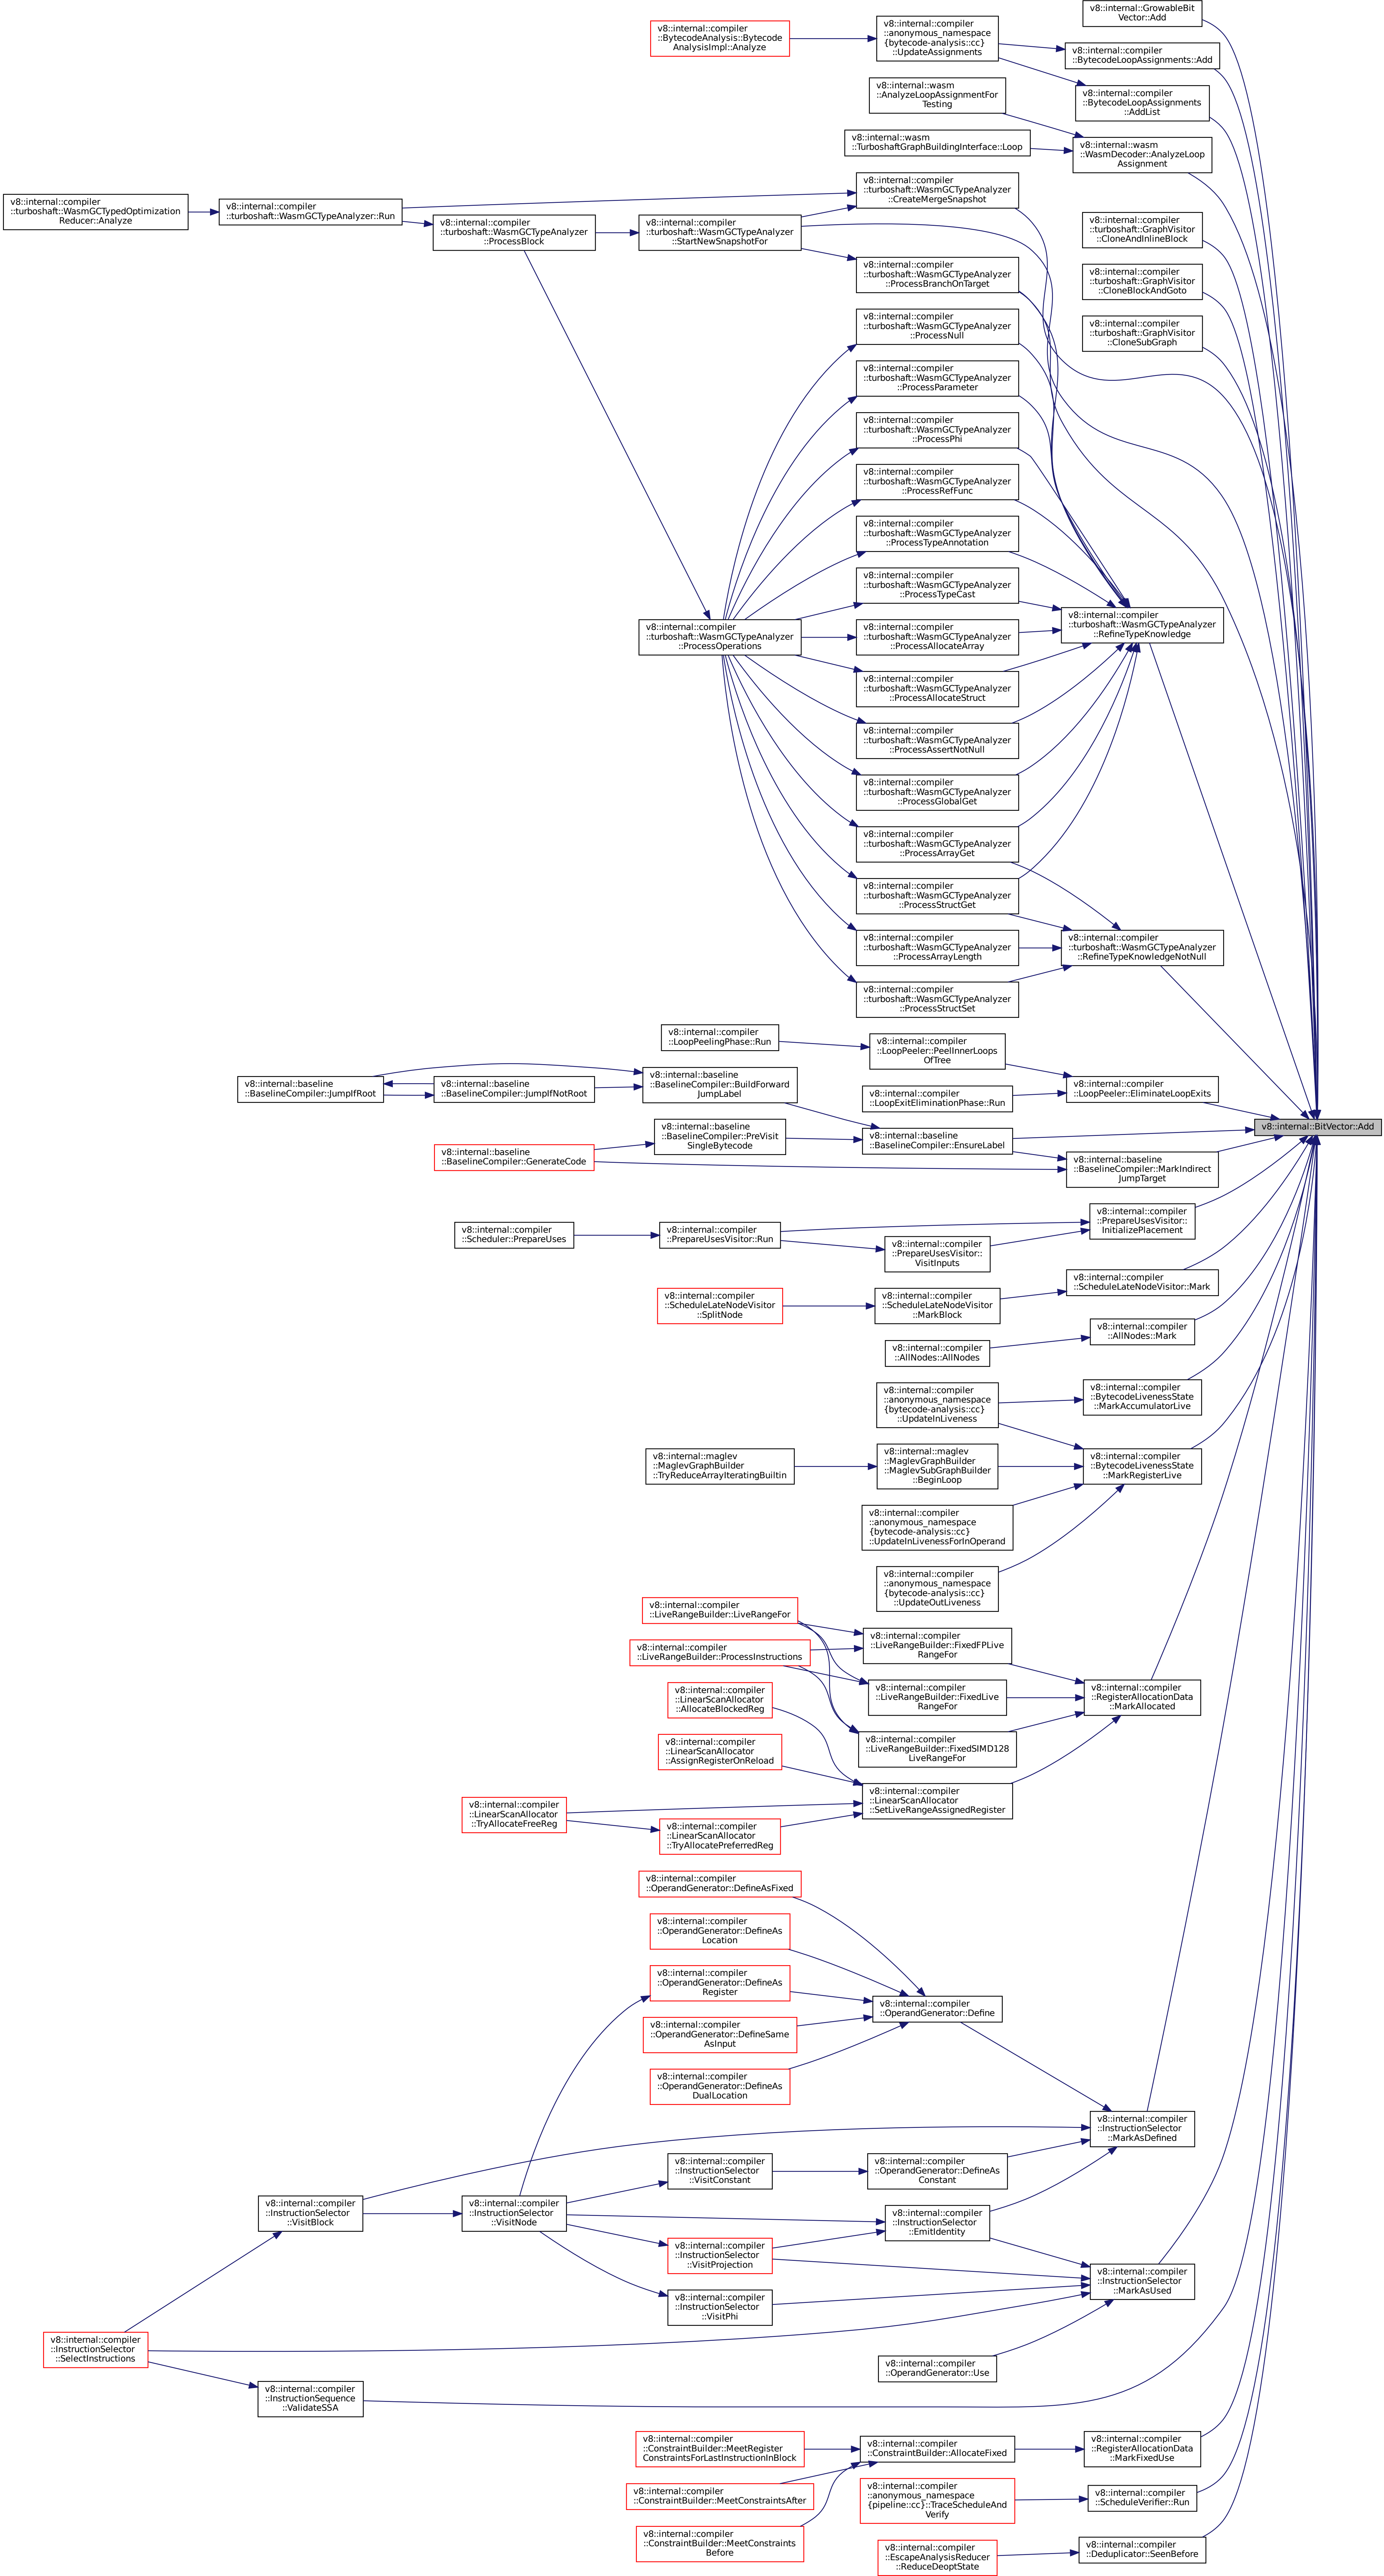 v8::internal::GrowableBit
Vector::Add
v8::internal::compiler
::anonymous_namespace
{bytecode-analysis::cc}
::UpdateAssignments
v8::internal::compiler
::BytecodeAnalysis::Bytecode
AnalysisImpl::Analyze
v8::internal::compiler
::BytecodeLoopAssignments::Add
v8::internal::wasm
::AnalyzeLoopAssignmentFor
Testing
v8::internal::compiler
::BytecodeLoopAssignments
::AddList
v8::internal::wasm
::TurboshaftGraphBuildingInterface::Loop
v8::internal::wasm
::WasmDecoder::AnalyzeLoop
Assignment
v8::internal::compiler
::turboshaft::WasmGCTypedOptimization
Reducer::Analyze
v8::internal::compiler
::turboshaft::WasmGCTypeAnalyzer::Run
v8::internal::compiler
::turboshaft::WasmGCTypeAnalyzer
::ProcessBlock
v8::internal::compiler
::turboshaft::WasmGCTypeAnalyzer
::StartNewSnapshotFor
v8::internal::compiler
::turboshaft::WasmGCTypeAnalyzer
::CreateMergeSnapshot
v8::internal::compiler
::turboshaft::GraphVisitor
::CloneAndInlineBlock
v8::internal::compiler
::turboshaft::WasmGCTypeAnalyzer
::ProcessBranchOnTarget
v8::internal::compiler
::turboshaft::GraphVisitor
::CloneBlockAndGoto
v8::internal::compiler
::turboshaft::WasmGCTypeAnalyzer
::ProcessNull
v8::internal::compiler
::turboshaft::GraphVisitor
::CloneSubGraph
v8::internal::compiler
::turboshaft::WasmGCTypeAnalyzer
::ProcessParameter
v8::internal::compiler
::turboshaft::WasmGCTypeAnalyzer
::ProcessPhi
v8::internal::compiler
::turboshaft::WasmGCTypeAnalyzer
::ProcessRefFunc
v8::internal::compiler
::turboshaft::WasmGCTypeAnalyzer
::ProcessTypeAnnotation
v8::internal::compiler
::turboshaft::WasmGCTypeAnalyzer
::ProcessTypeCast
v8::internal::compiler
::turboshaft::WasmGCTypeAnalyzer
::RefineTypeKnowledge
v8::internal::compiler
::turboshaft::WasmGCTypeAnalyzer
::ProcessOperations
v8::internal::compiler
::turboshaft::WasmGCTypeAnalyzer
::ProcessAllocateArray
v8::internal::compiler
::turboshaft::WasmGCTypeAnalyzer
::ProcessAllocateStruct
v8::internal::compiler
::turboshaft::WasmGCTypeAnalyzer
::ProcessAssertNotNull
v8::internal::compiler
::turboshaft::WasmGCTypeAnalyzer
::ProcessGlobalGet
v8::internal::compiler
::turboshaft::WasmGCTypeAnalyzer
::ProcessArrayGet
v8::internal::compiler
::turboshaft::WasmGCTypeAnalyzer
::ProcessStructGet
v8::internal::compiler
::turboshaft::WasmGCTypeAnalyzer
::ProcessArrayLength
v8::internal::compiler
::turboshaft::WasmGCTypeAnalyzer
::RefineTypeKnowledgeNotNull
v8::internal::compiler
::turboshaft::WasmGCTypeAnalyzer
::ProcessStructSet
v8::internal::compiler
::LoopPeelingPhase::Run
v8::internal::compiler
::LoopPeeler::PeelInnerLoops
OfTree
v8::internal::baseline
::BaselineCompiler::JumpIfRoot
v8::internal::baseline
::BaselineCompiler::JumpIfNotRoot
v8::internal::baseline
::BaselineCompiler::BuildForward
JumpLabel
v8::internal::compiler
::LoopExitEliminationPhase::Run
v8::internal::compiler
::LoopPeeler::EliminateLoopExits
v8::internal::BitVector::Add
v8::internal::baseline
::BaselineCompiler::PreVisit
SingleBytecode
v8::internal::baseline
::BaselineCompiler::EnsureLabel
v8::internal::baseline
::BaselineCompiler::GenerateCode
v8::internal::baseline
::BaselineCompiler::MarkIndirect
JumpTarget
v8::internal::compiler
::PrepareUsesVisitor::
InitializePlacement
v8::internal::compiler
::Scheduler::PrepareUses
v8::internal::compiler
::PrepareUsesVisitor::Run
v8::internal::compiler
::PrepareUsesVisitor::
VisitInputs
v8::internal::compiler
::ScheduleLateNodeVisitor::Mark
v8::internal::compiler
::ScheduleLateNodeVisitor
::SplitNode
v8::internal::compiler
::ScheduleLateNodeVisitor
::MarkBlock
v8::internal::compiler
::AllNodes::Mark
v8::internal::compiler
::AllNodes::AllNodes
v8::internal::compiler
::anonymous_namespace
{bytecode-analysis::cc}
::UpdateInLiveness
v8::internal::compiler
::BytecodeLivenessState
::MarkAccumulatorLive
v8::internal::maglev
::MaglevGraphBuilder
::TryReduceArrayIteratingBuiltin
v8::internal::maglev
::MaglevGraphBuilder
::MaglevSubGraphBuilder
::BeginLoop
v8::internal::compiler
::BytecodeLivenessState
::MarkRegisterLive
v8::internal::compiler
::anonymous_namespace
{bytecode-analysis::cc}
::UpdateInLivenessForInOperand
v8::internal::compiler
::anonymous_namespace
{bytecode-analysis::cc}
::UpdateOutLiveness
v8::internal::compiler
::LiveRangeBuilder::LiveRangeFor
v8::internal::compiler
::LiveRangeBuilder::FixedFPLive
RangeFor
v8::internal::compiler
::LiveRangeBuilder::ProcessInstructions
v8::internal::compiler
::LiveRangeBuilder::FixedLive
RangeFor
v8::internal::compiler
::RegisterAllocationData
::MarkAllocated
v8::internal::compiler
::LinearScanAllocator
::AllocateBlockedReg
v8::internal::compiler
::LiveRangeBuilder::FixedSIMD128
LiveRangeFor
v8::internal::compiler
::LinearScanAllocator
::AssignRegisterOnReload
v8::internal::compiler
::LinearScanAllocator
::SetLiveRangeAssignedRegister
v8::internal::compiler
::LinearScanAllocator
::TryAllocateFreeReg
v8::internal::compiler
::LinearScanAllocator
::TryAllocatePreferredReg
v8::internal::compiler
::OperandGenerator::DefineAsFixed
v8::internal::compiler
::OperandGenerator::DefineAs
Location
v8::internal::compiler
::OperandGenerator::DefineAs
Register
v8::internal::compiler
::OperandGenerator::Define
v8::internal::compiler
::OperandGenerator::DefineSame
AsInput
v8::internal::compiler
::OperandGenerator::DefineAs
DualLocation
v8::internal::compiler
::InstructionSelector
::MarkAsDefined
v8::internal::compiler
::InstructionSelector
::VisitConstant
v8::internal::compiler
::OperandGenerator::DefineAs
Constant
v8::internal::compiler
::InstructionSelector
::VisitBlock
v8::internal::compiler
::InstructionSelector
::VisitNode
v8::internal::compiler
::InstructionSelector
::EmitIdentity
v8::internal::compiler
::InstructionSelector
::VisitProjection
v8::internal::compiler
::InstructionSelector
::MarkAsUsed
v8::internal::compiler
::InstructionSelector
::VisitPhi
v8::internal::compiler
::InstructionSelector
::SelectInstructions
v8::internal::compiler
::OperandGenerator::Use
v8::internal::compiler
::InstructionSequence
::ValidateSSA
v8::internal::compiler
::ConstraintBuilder::MeetRegister
ConstraintsForLastInstructionInBlock
v8::internal::compiler
::ConstraintBuilder::AllocateFixed
v8::internal::compiler
::RegisterAllocationData
::MarkFixedUse
v8::internal::compiler
::ConstraintBuilder::MeetConstraintsAfter
v8::internal::compiler
::anonymous_namespace
{pipeline::cc}::TraceScheduleAnd
Verify
v8::internal::compiler
::ScheduleVerifier::Run
v8::internal::compiler
::ConstraintBuilder::MeetConstraints
Before
v8::internal::compiler
::EscapeAnalysisReducer
::ReduceDeoptState
v8::internal::compiler
::Deduplicator::SeenBefore